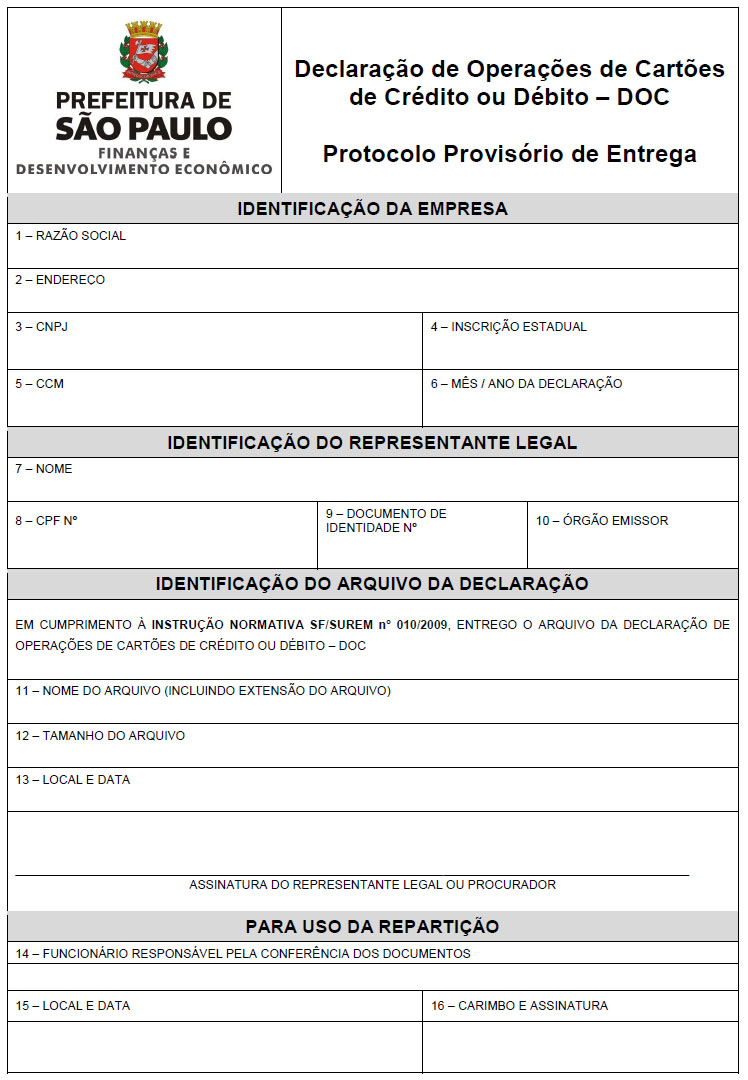 PREFEITURA DE
SÃO PAULO
FINANÇAS E
DESENVOLVIMENTO ECONÔMICO
Declaração de Operações de Cartões
de Crédito ou Débito – DOC
Protocolo Provisório de Entrega
IDENTIFICAÇÃO DA EMPRESA
1 – RAZÃO SOCIAL
2 – ENDEREÇO
3 – CNPJ
4 – INSCRIÇÃO ESTADUAL
5 – CCM
6 – MÊS / ANO DA DECLARAÇÃO
IDENTIFICAÇÃO DO REPRESENTANTE LEGAL
7 – NOME
8 – CPF Nº
9 – DOCUMENTO DE
IDENTIDADE Nº
10 – ÓRGÃO EMISSOR
IDENTIFICAÇÃO DO ARQUIVO DA DECLARAÇÃO
EM CUMPRIMENTO À INSTRUÇÃO NORMATIVA SF/SUREM n° 010/2009, ENTREGO O ARQUIVO DA DECLARAÇÃO DE
OPERAÇÕES DE CARTÕES DE CRÉDITO OU DÉBITO – DOC
11 – NOME DO ARQUIVO (INCLUINDO EXTENSÃO DO ARQUIVO)
12 – TAMANHO DO ARQUIVO
13 – LOCAL E DATA
ASSINATURA DO REPRESENTANTE LEGAL OU PROCURADOR
PARA USO DA REPARTIÇÃO
14 – FUNCIONÁRIO RESPONSÁVEL PELA CONFERÊNCIA DOS DOCUMENTOS
15 – LOCAL E DATA
16 – CARIMBO E ASSINATURA